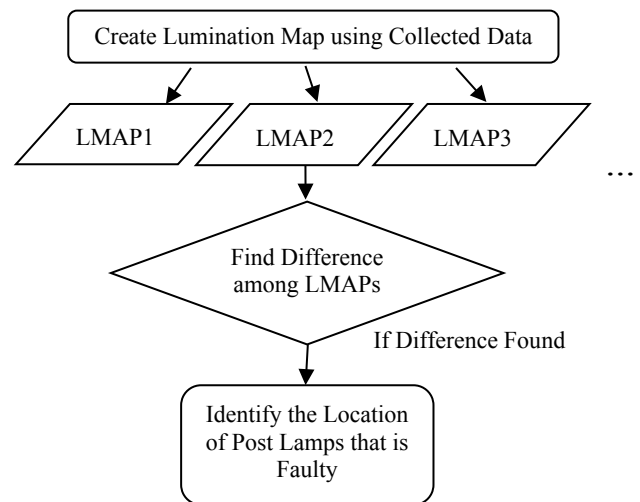 Create Lumination Map using Collected Data
LMAP1
LMAP2
LMAP3
...
Find Difference
among LMAPs
If Difference Found
Identify the Location
of Post Lamps that is
Faulty